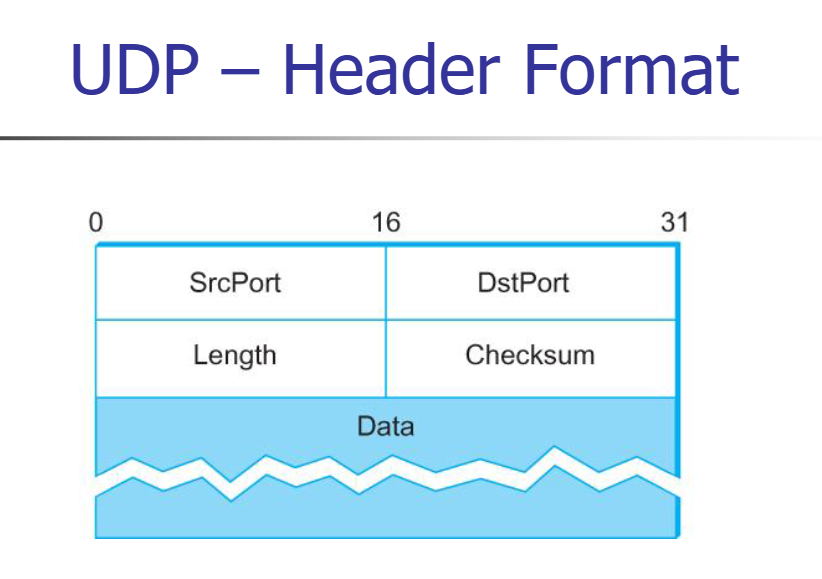 UDP – Header Format
0 16 31
SrcPort DstPort
Length Checksum
Data